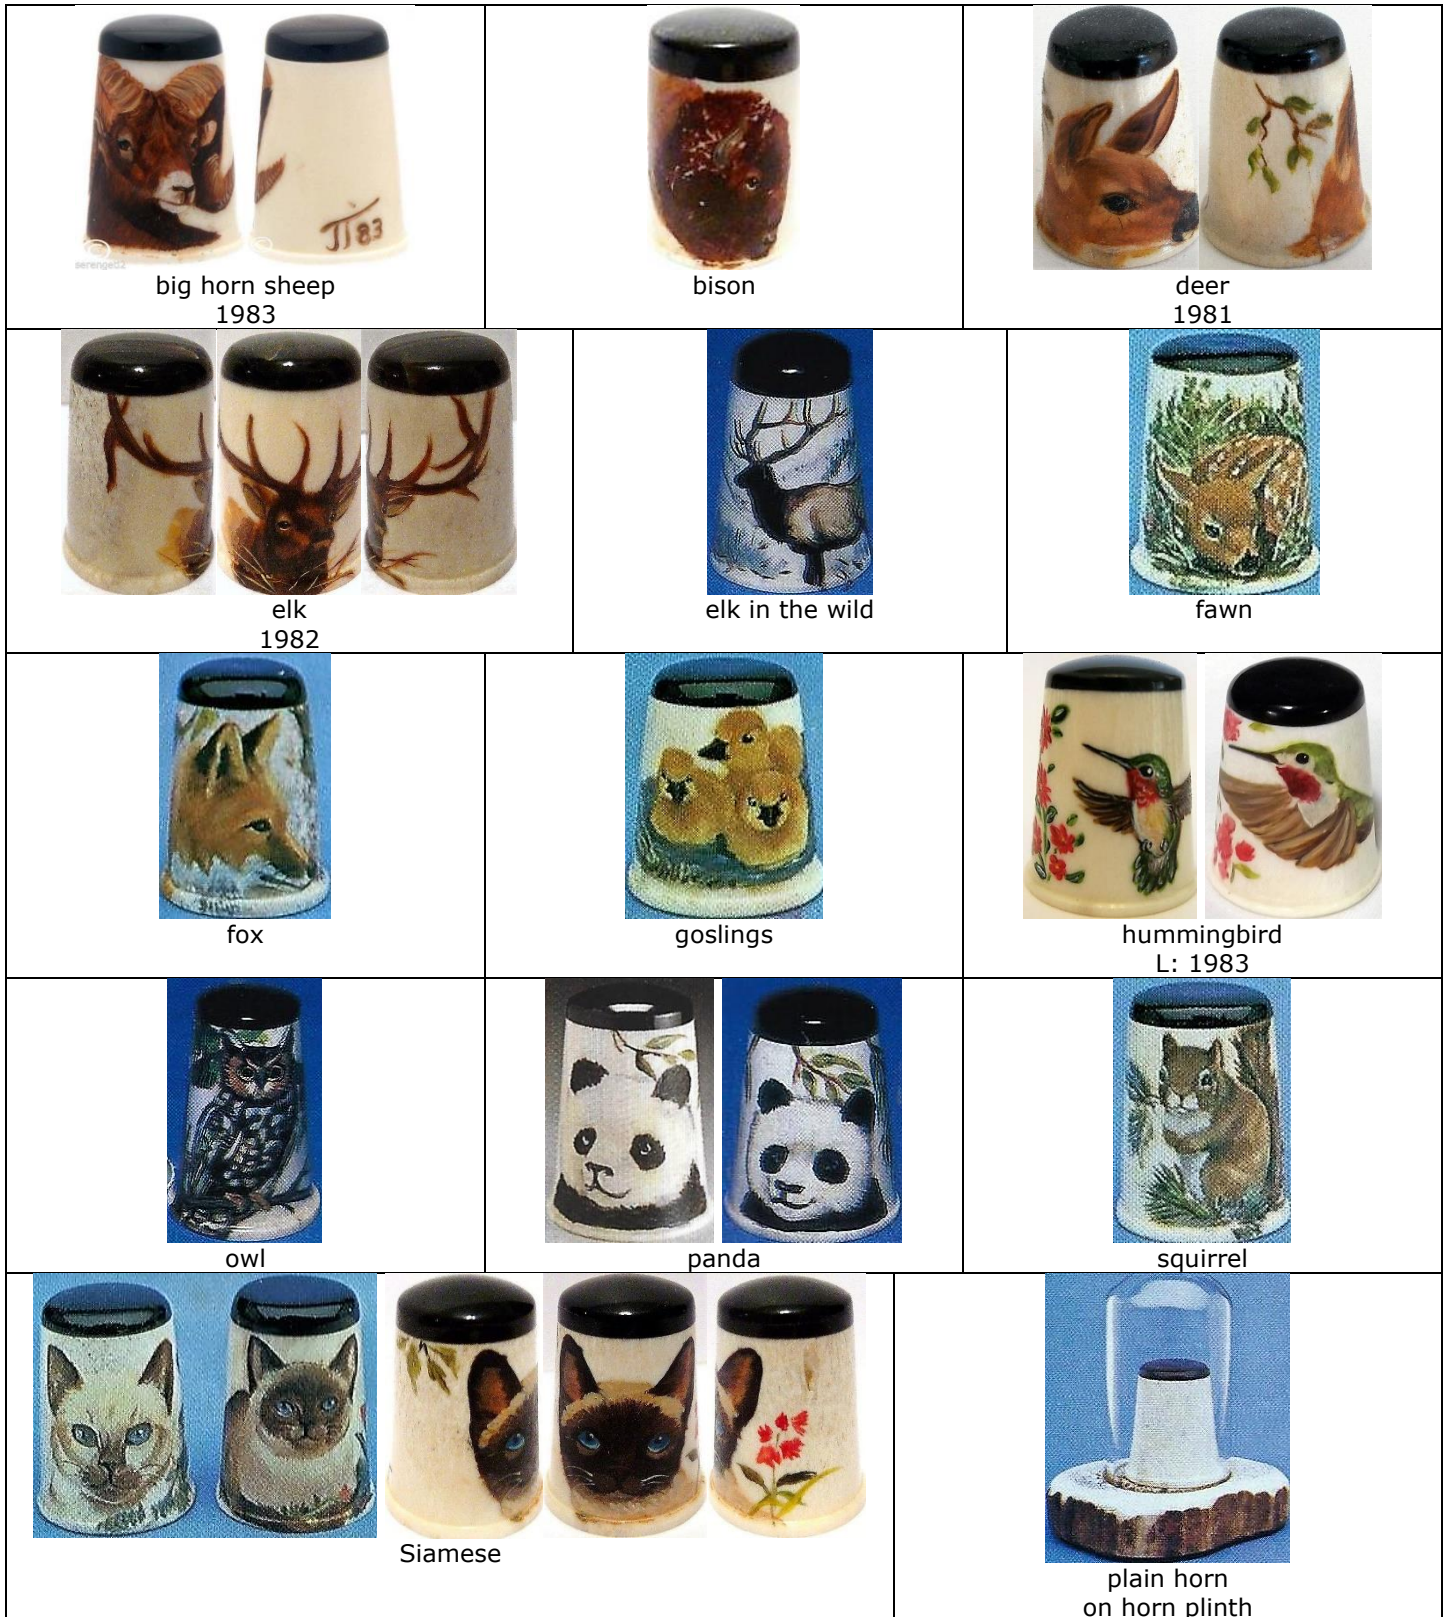 JT 83
serengeti2
big horn sheep
1983
bison
deer
1981
elk
1982
elk in the wild
fawn
fox
goslings
hummingbird
L: 1983
owl
panda
squirrel
Siamese
plain horn
on horn plinth